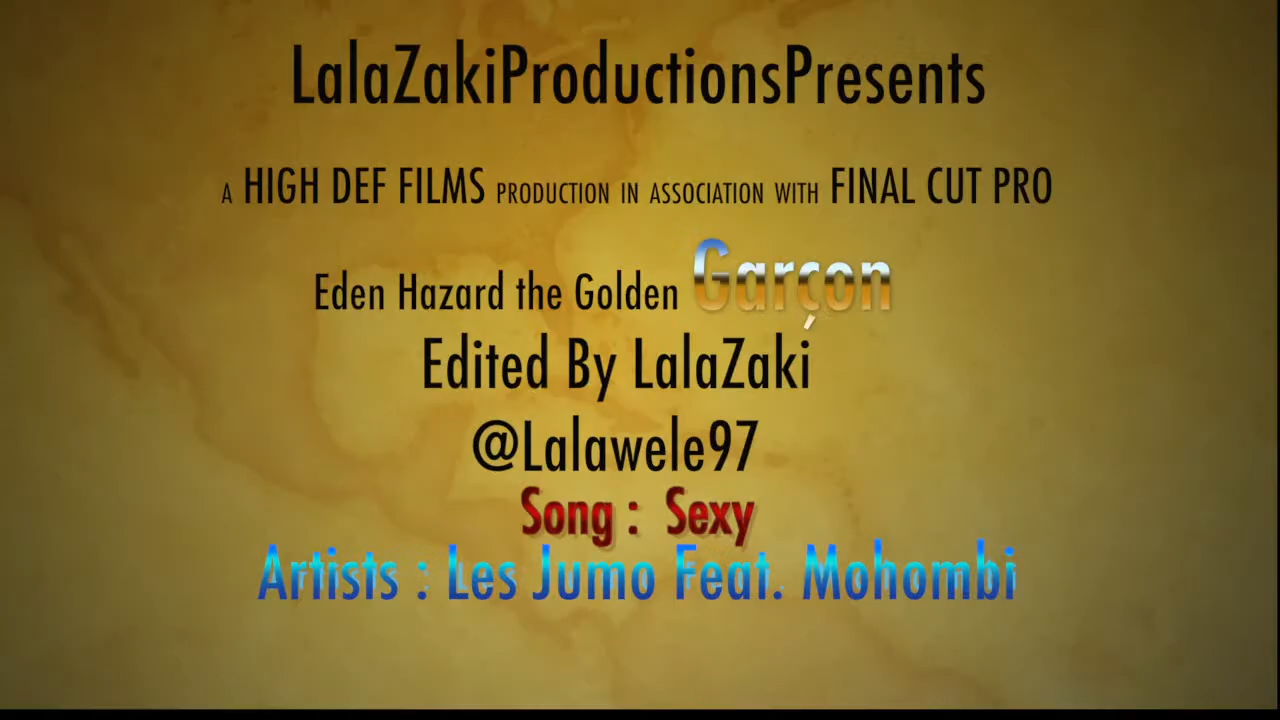 LalaZakiProductionsPresents
A HIGH DEF FILMS PRODUCTION IN ASSOCIATION WITH FINAL CUT PRO
Eden Hazard the Golden Garçon
Edited By LalaZaki
@Lalawele97
Song : Sexy
Artists : Les Jumo Feat. Mohombi